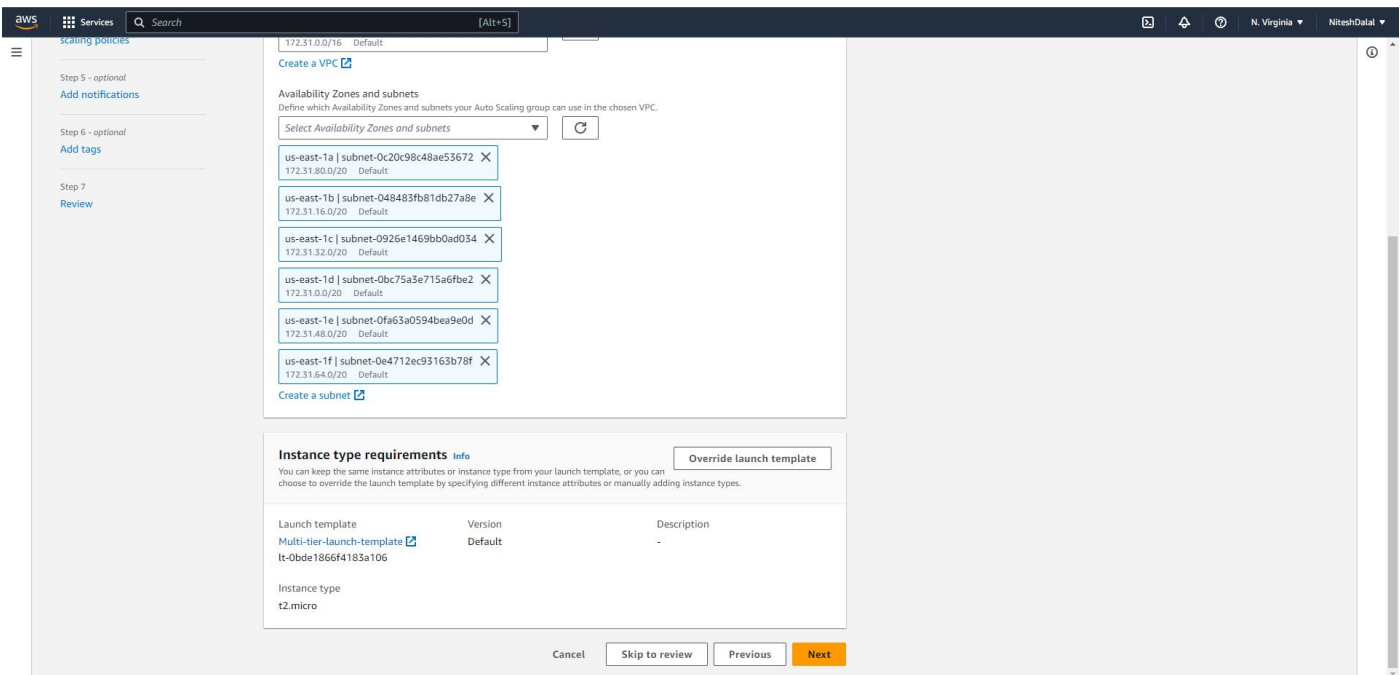 aws
Services
Search [Alt+S]
N. Virginia
NiteshDalal
scaling policies
Step 5 - optional
Add notifications
Step 6 - optional
Add tags
Step 7
Review
172.31.0.0/16 Default
Create a VPC
Availability Zones and subnets
Define which Availability Zones and subnets your Auto Scaling group can use in the chosen VPC.
Select Availability Zones and subnets
us-east-1a | subnet-0c20c98c48ae53672
172.31.80.0/20 Default
us-east-1b | subnet-048483fb81db27a8e
172.31.16.0/20 Default
us-east-1c | subnet-0926e1469bb0ad034
172.31.32.0/20 Default
us-east-1d | subnet-0bc75a3e715a6fbe2
172.31.0.0/20 Default
us-east-1e | subnet-0fa63a0594bea9e0d
172.31.48.0/20 Default
us-east-1f | subnet-0e4712ec93163b78f
172.31.64.0/20 Default
Create a subnet
Instance type requirements Info
Override launch template
You can keep the same instance attributes or instance type from your launch template, or you can
choose to override the launch template by specifying different instance attributes or manually adding instance types.
Launch template
Multi-tier-launch-template
lt-0bde1866f4183a106
Version
Default
Description
-
Instance type
t2.micro
Cancel
Skip to review
Previous
Next